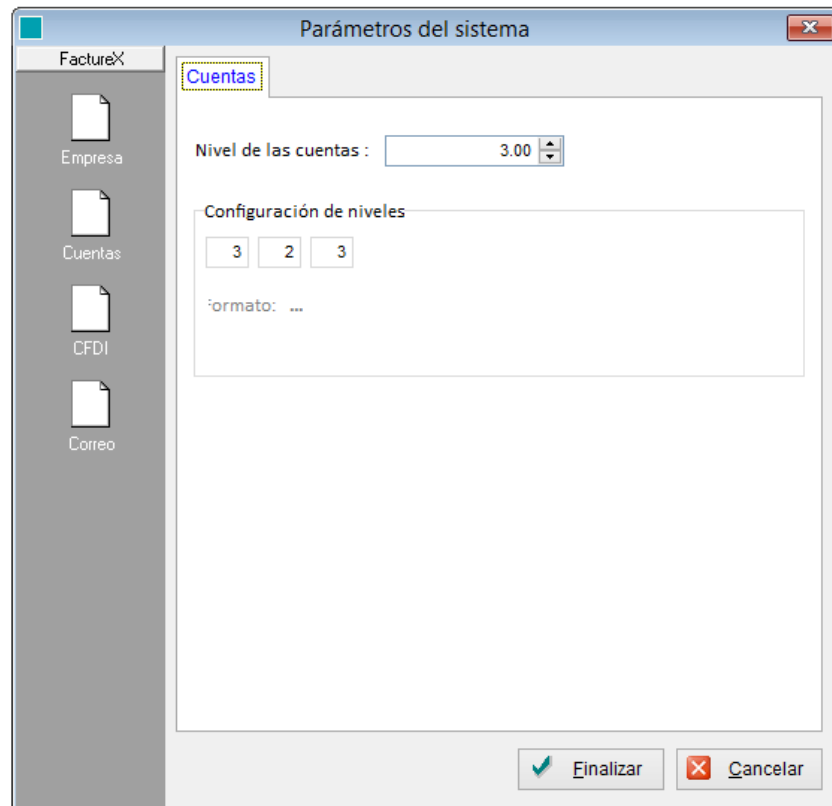 Parámetros del sistema
FactureX
Empresa
Cuentas
CFDI
Correo
Cuentas
Nivel de las cuentas : 3.00
Configuración de niveles
3 2 3
Formato: ...
Finalizar Cancelar